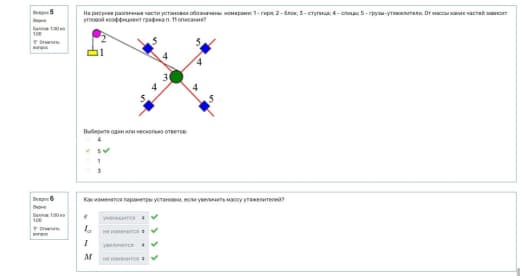 Вопрос 5
Верно
Баллов: 1,00 из
1,00
Отметить
вопрос
На рисунке различные части установки обозначены номерами: 1 - гиря; 2 - блок; 3 - ступица; 4 - спицы; 5 - грузы-утяжелители. От массы каких частей зависит
угловой коэффициент графика п. 11 описания?
2
1
5
5
4
4
3
4
4
5
5
Выберите один или несколько ответов:
4
5
1
3
Вопрос 6
Верно
Баллов: 1,00 из
1,00
Отметить
вопрос
Как изменятся параметры установки, если увеличить массу утяжелителей?
уменьшится
не изменится
I увеличится
M не изменится